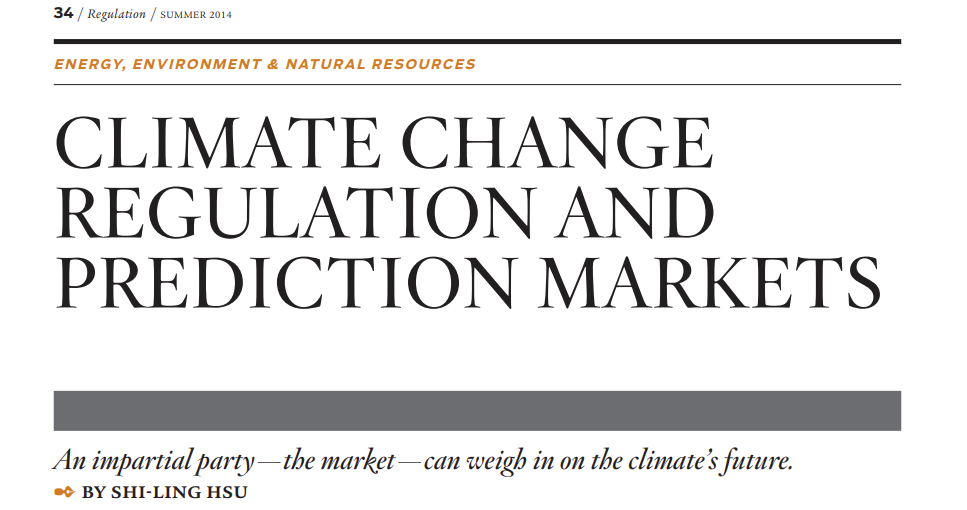 34 / Regulation / SUMMER 2014
ENERGY, ENVIRONMENT & NATURAL RESOURCES
CLIMATE CHANGE
REGULATION AND
PREDICTION MARKETS
An impartial party—the market—can weigh in on the climate’s future.
BY SHI-LING HSU